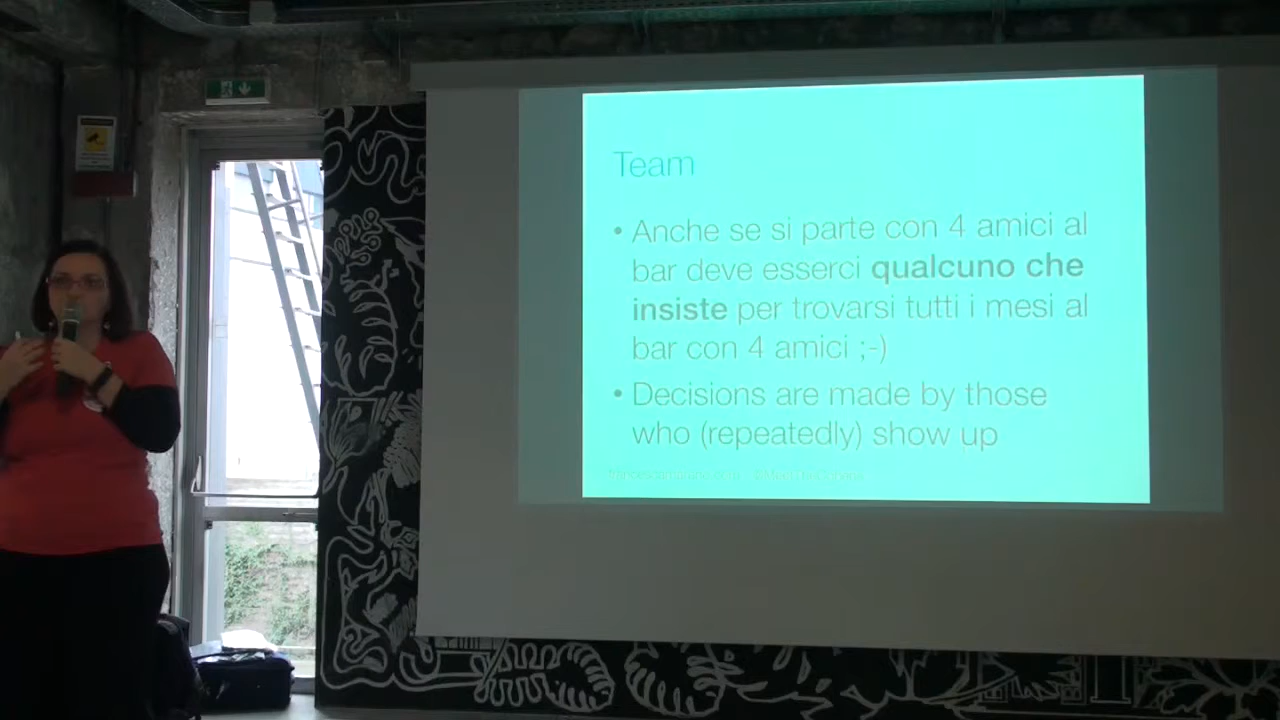 Team
• Anche se si parte con 4 amici al
bar deve esserci qualcuno che
insiste per trovarsi tutti i mesi al
bar con 4 amici ;-)
• Decisions are made by those
who (repeatedly) show up